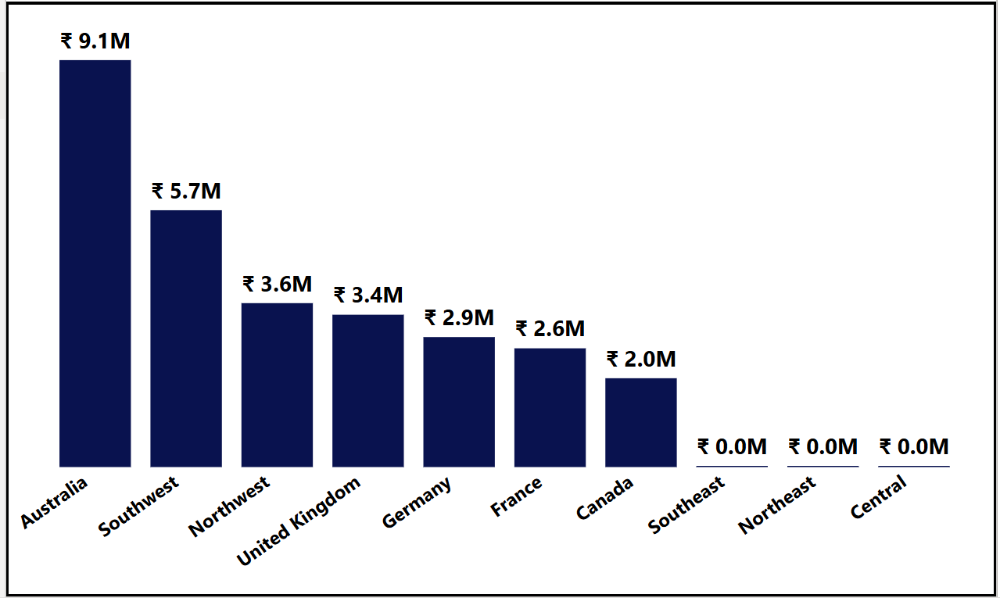 ₹ 9.1M
₹ 5.7M
₹ 3.6M
₹ 3.4M
₹ 2.9M
₹ 2.6M
₹ 2.0M
₹ 0.0M
₹ 0.0M
₹ 0.0M
Australia
Southwest
Northwest
United Kingdom
Germany
France
Canada
Southeast
Northeast
Central